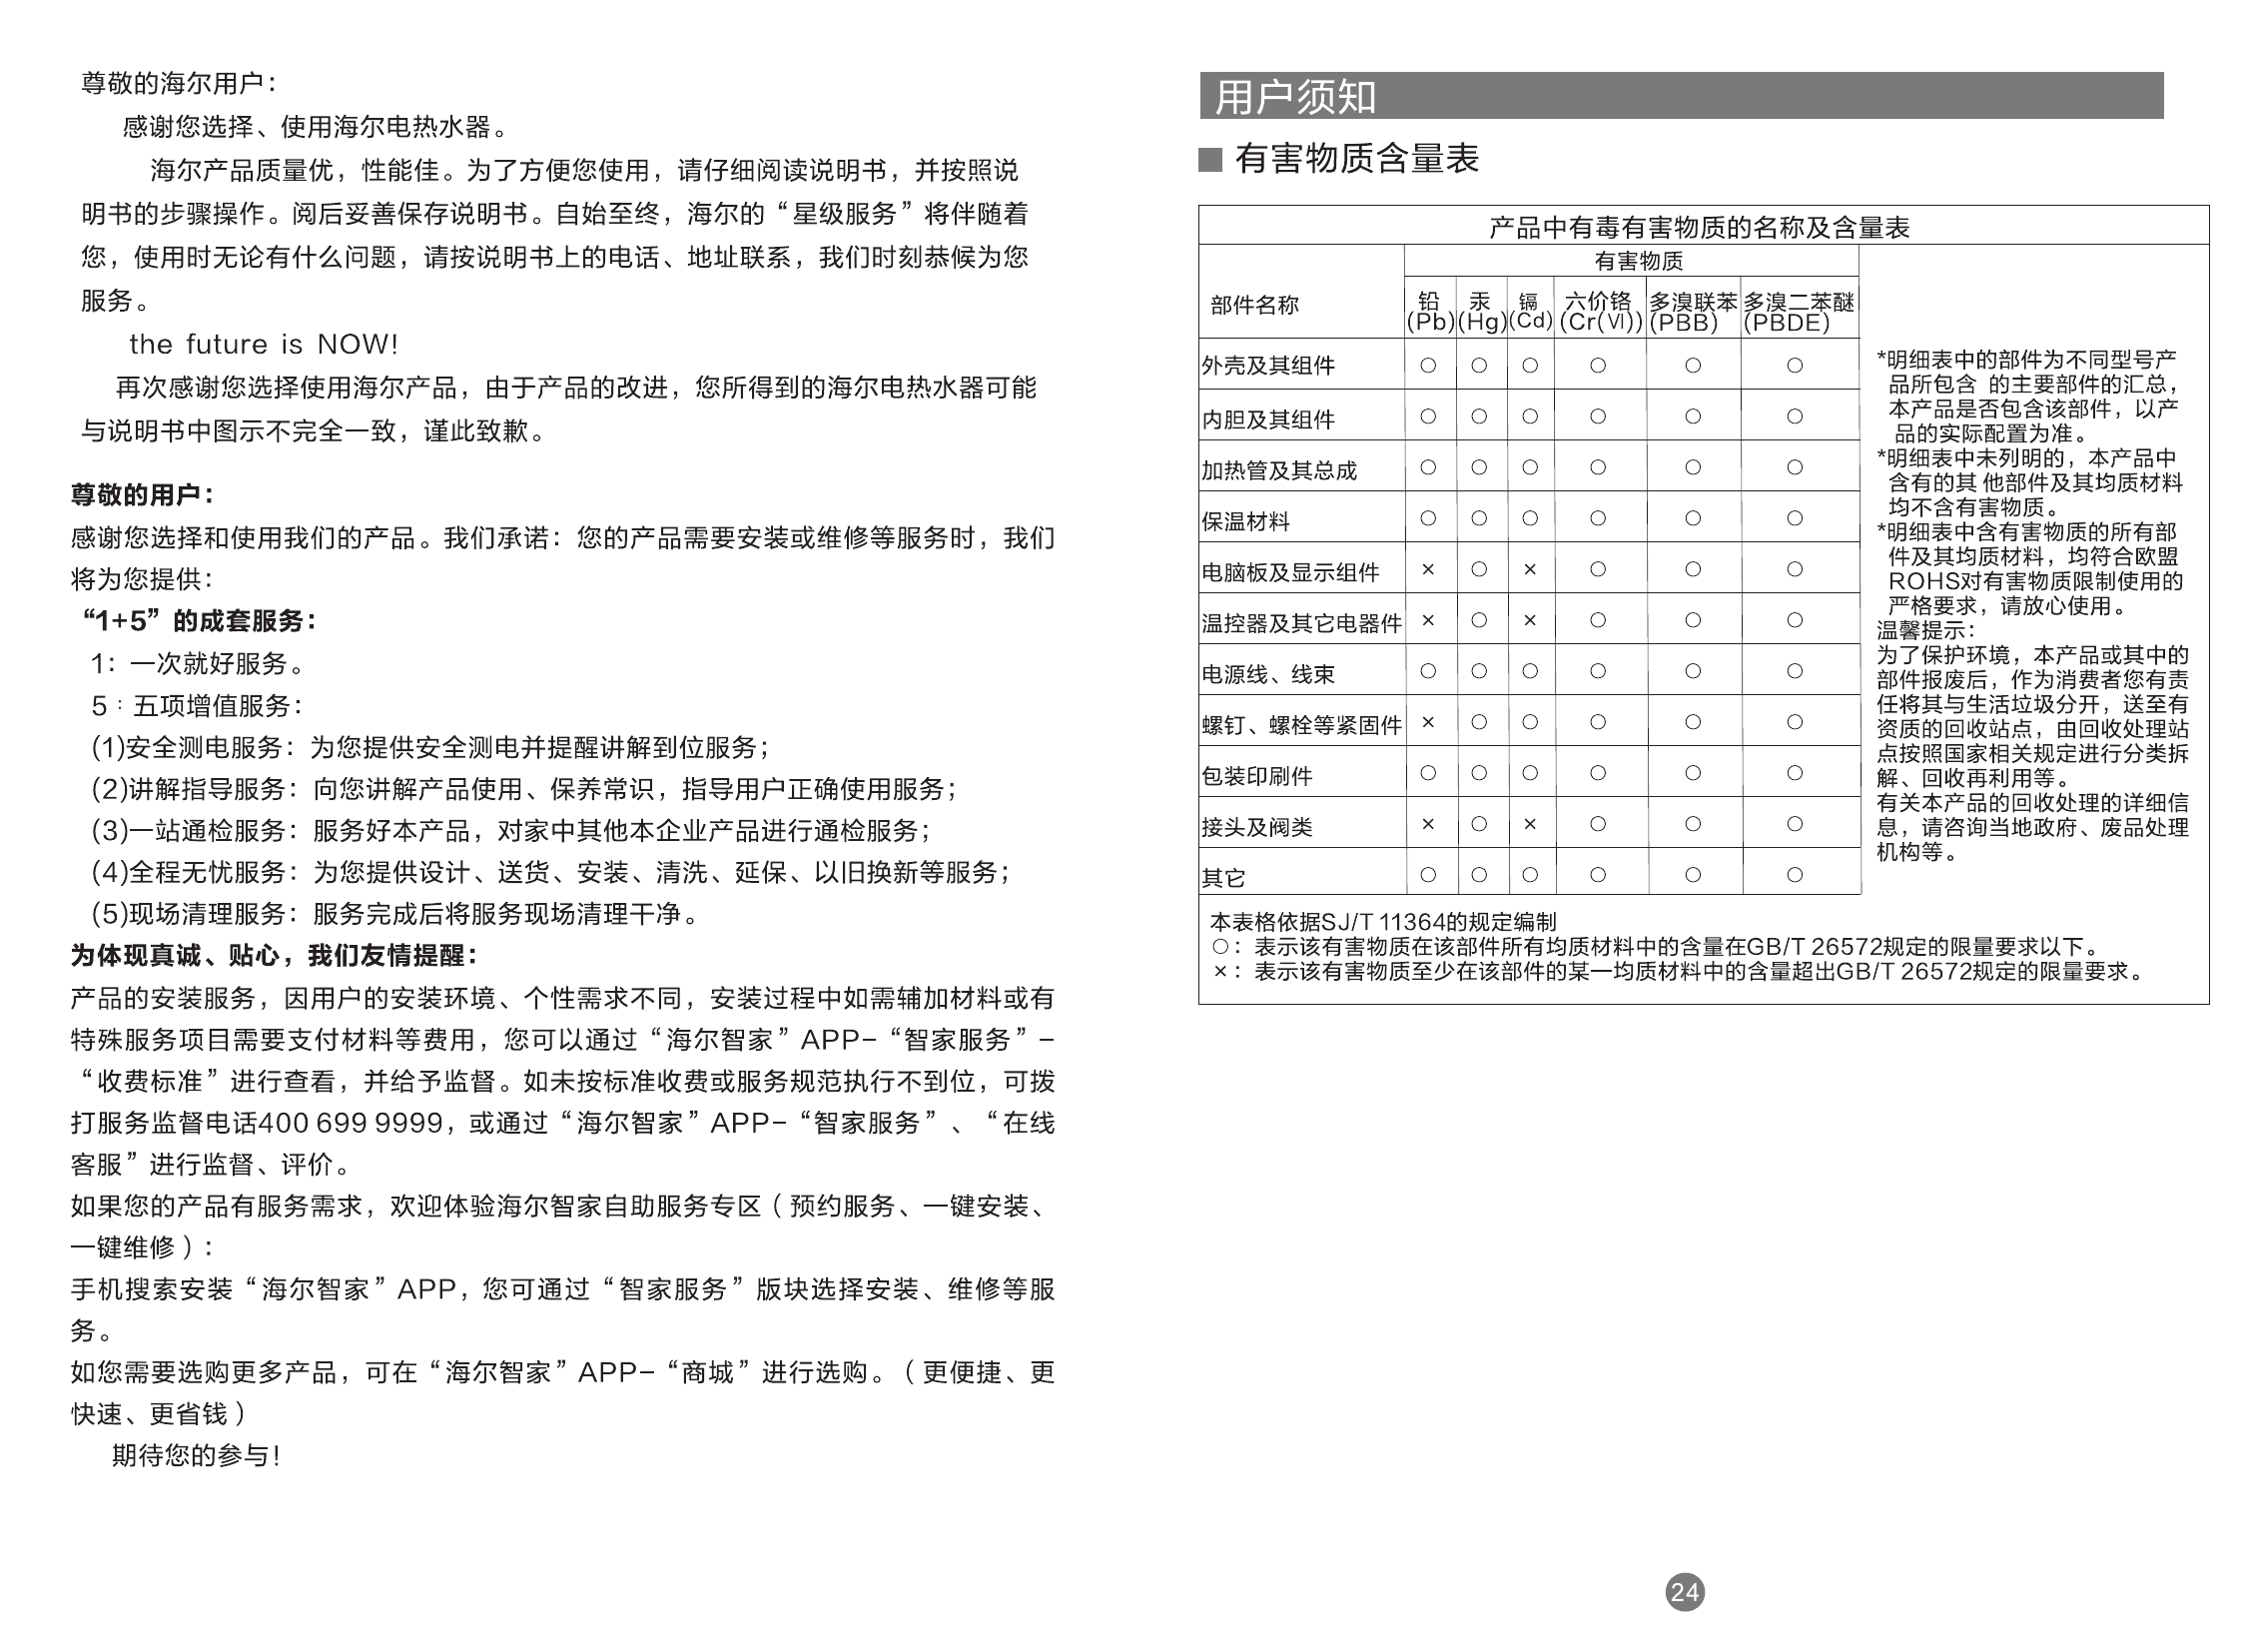 尊敬的海尔用户：
感谢您选择、使用海尔电热水器。
海尔产品质量优，性能佳。为了方便您使用，请仔细阅读说明书，并按照说
明书的步骤操作。阅后妥善保存说明书。自始至终，海尔的“星级服务”将伴随着
您，使用时无论有什么问题，请按说明书上的电话、地址联系，我们时刻恭候为您
服务。
the future is NOW!
再次感谢您选择使用海尔产品，由于产品的改进，您所得到的海尔电热水器可能
与说明书中图示不完全一致，谨此致歉。
尊敬的用户：
感谢您选择和使用我们的产品。我们承诺：您的产品需要安装或维修等服务时，我们
将为您提供：
“1+5”的成套服务：
1：一次就好服务。
5：五项增值服务：
(1)安全测电服务：为您提供安全测电并提醒讲解到位服务；
(2)讲解指导服务：向您讲解产品使用、保养常识，指导用户正确使用服务；
(3)一站通检服务：服务好本产品，对家中其他本企业产品进行通检服务；
(4)全程无忧服务：为您提供设计、送货、安装、清洗、延保、以旧换新等服务；
(5)现场清理服务：服务完成后将服务现场清理干净。
为体现真诚、贴心，我们友情提醒：
产品的安装服务，因用户的安装环境、个性需求不同，安装过程中如需辅加材料或有
特殊服务项目需要支付材料等费用，您可以通过“海尔智家”APP-“智家服务”-
“收费标准”进行查看，并给予监督。如未按标准收费或服务规范执行不到位，可拨
打服务监督电话400 699 9999，或通过“海尔智家”APP-“智家服务”、“在线
客服”进行监督、评价。
如果您的产品有服务需求，欢迎体验海尔智家自助服务专区（预约服务、一键安装、
一键维修）：
手机搜索安装“海尔智家”APP，您可通过“智家服务”版块选择安装、维修等服
务。
如您需要选购更多产品，可在“海尔智家”APP-“商城”进行选购。（更便捷、更
快速、更省钱）
期待您的参与！
用户须知
有害物质含量表
产品中有毒有害物质的名称及含量表
有害物质
部件名称 铅 汞 镉 六价铬 多溴联苯 多溴二苯醚
(Pb) (Hg) (Cd) (Cr(Ⅵ)) (PBB) (PBDE)
外壳及其组件 ○ ○ ○ ○ ○ ○
内胆及其组件 ○ ○ ○ ○ ○ ○
加热管及其总成 ○ ○ ○ ○ ○ ○
保温材料 ○ ○ ○ ○ ○ ○
电脑板及显示组件 × ○ × ○ ○ ○
温控器及其它电器件 × ○ × ○ ○ ○
电源线、线束 ○ ○ ○ ○ ○ ○
螺钉、螺栓等紧固件 × ○ ○ ○ ○ ○
包装印刷件 ○ ○ ○ ○ ○ ○
接头及阀类 × ○ × ○ ○ ○
其它 ○ ○ ○ ○ ○ ○
*明细表中的部件为不同型号产
品所包含 的主要部件的汇总，
本产品是否包含该部件，以产
品的实际配置为准。
*明细表中未列明的，本产品中
含有的其 他部件及其均质材料
均不含有害物质。
*明细表中含有害物质的所有部
件及其均质材料，均符合欧盟
ROHS对有害物质限制使用的
严格要求，请放心使用。
温馨提示：
为了保护环境，本产品或其中的
部件报废后，作为消费者您有责
任将其与生活垃圾分开，送至有
资质的回收站点，由回收处理站
点按照国家相关规定进行分类拆
解、回收再利用等。
有关本产品的回收处理的详细信
息，请咨询当地政府、废品处理
机构等。
本表格依据SJ/T 11364的规定编制
○：表示该有害物质在该部件所有均质材料中的含量在GB/T 26572规定的限量要求以下。
×：表示该有害物质至少在该部件的某一均质材料中的含量超出GB/T 26572规定的限量要求。
24